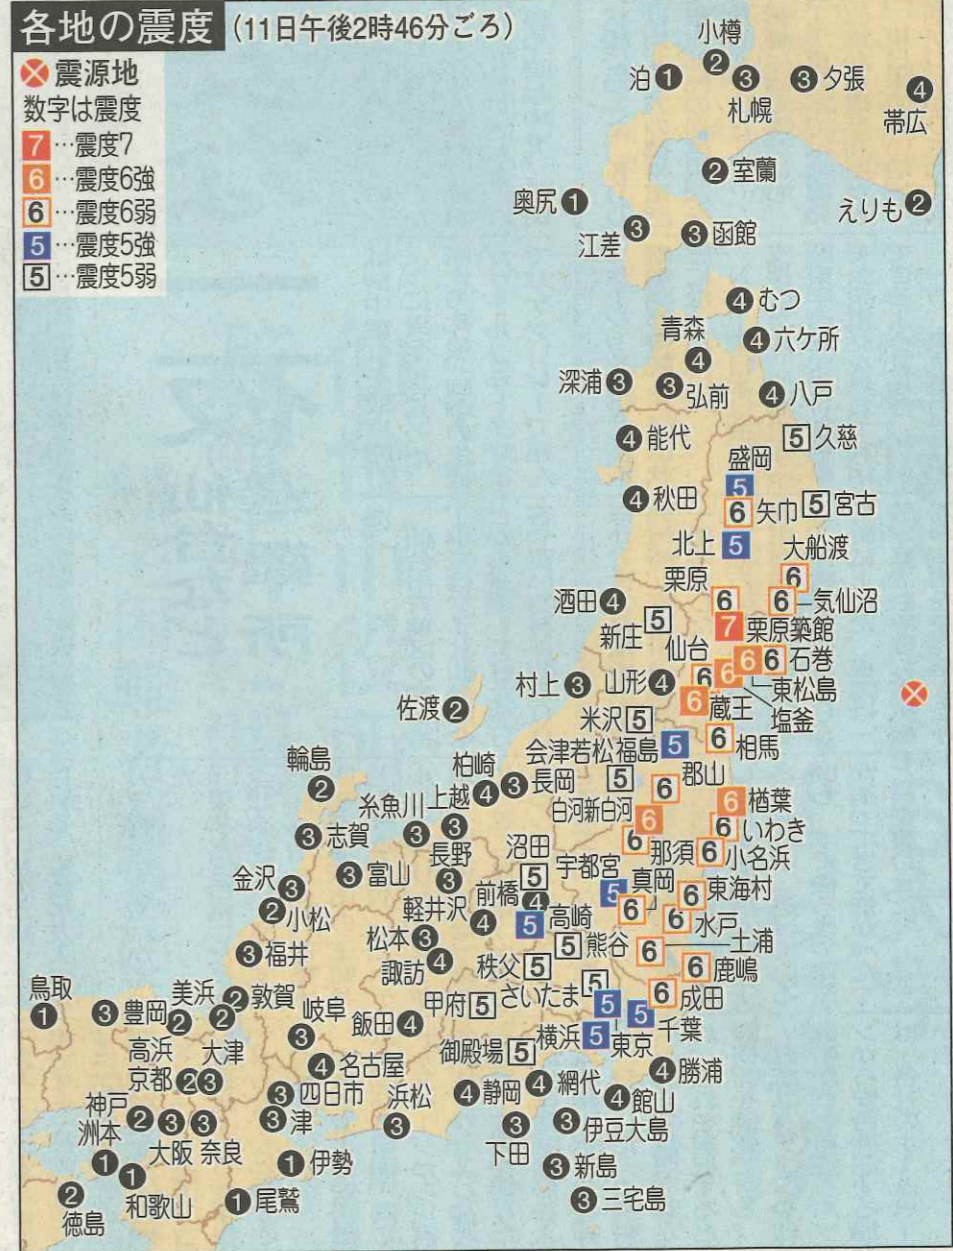 各地の震度 (11日午後2時46分ごろ)
震源地
数字は震度
7…震度7
6…震度6強
6…震度6弱
5…震度5強
5…震度5弱
小樽 2
泊 1
3 札幌
3 夕張
4 帯広
2 室蘭
奥尻 1
えりも 2
江差 3
3 函館
4 むつ
青森 4
4 六ケ所
深浦 3
3 弘前
4 八戸
4 能代
5 久慈
盛岡 5
4 秋田
6 矢巾
5 宮古
北上 5
大船渡 6
栗原 6
6 気仙沼
酒田 4
新庄 5
7 栗原築館
仙台 6
6 6 石巻
東松島
塩釜 6
村上 3
山形 4
6 蔵王
佐渡 2
米沢 5
会津若松 5
福島 5
6 相馬
輪島 2
柏崎 4
3 長岡
郡山 6
糸魚川 3
上越 3
白河新白河 6
6 楢葉
6 いわき
3 志賀
長野 3
沼田 5
6 那須
6 小名浜
金沢 3
3 富山
前橋 4
宇都宮 5
真岡 6
6 東海村
2 小松
軽井沢 4
5 高崎
6 水戸
3 福井
松本 3
諏訪 4
5 熊谷
6 土浦
秩父 5
6 鹿嶋
鳥取 1
3 豊岡
美浜 2
2 敦賀
岐阜 3
飯田 4
甲府 5
さいたま 5
6 成田
高浜 2
大津 3
4 名古屋
御殿場 5
横浜 5
5 東京
5 千葉
京都 2
3 四日市
浜松 3
4 静岡
4 網代
4 勝浦
4 館山
神戸 2
3 津
洲本 1
3 大阪
3 奈良
3 下田
3 伊豆大島
1 伊勢
3 新島
2 徳島
1 和歌山
1 尾鷲
3 三宅島